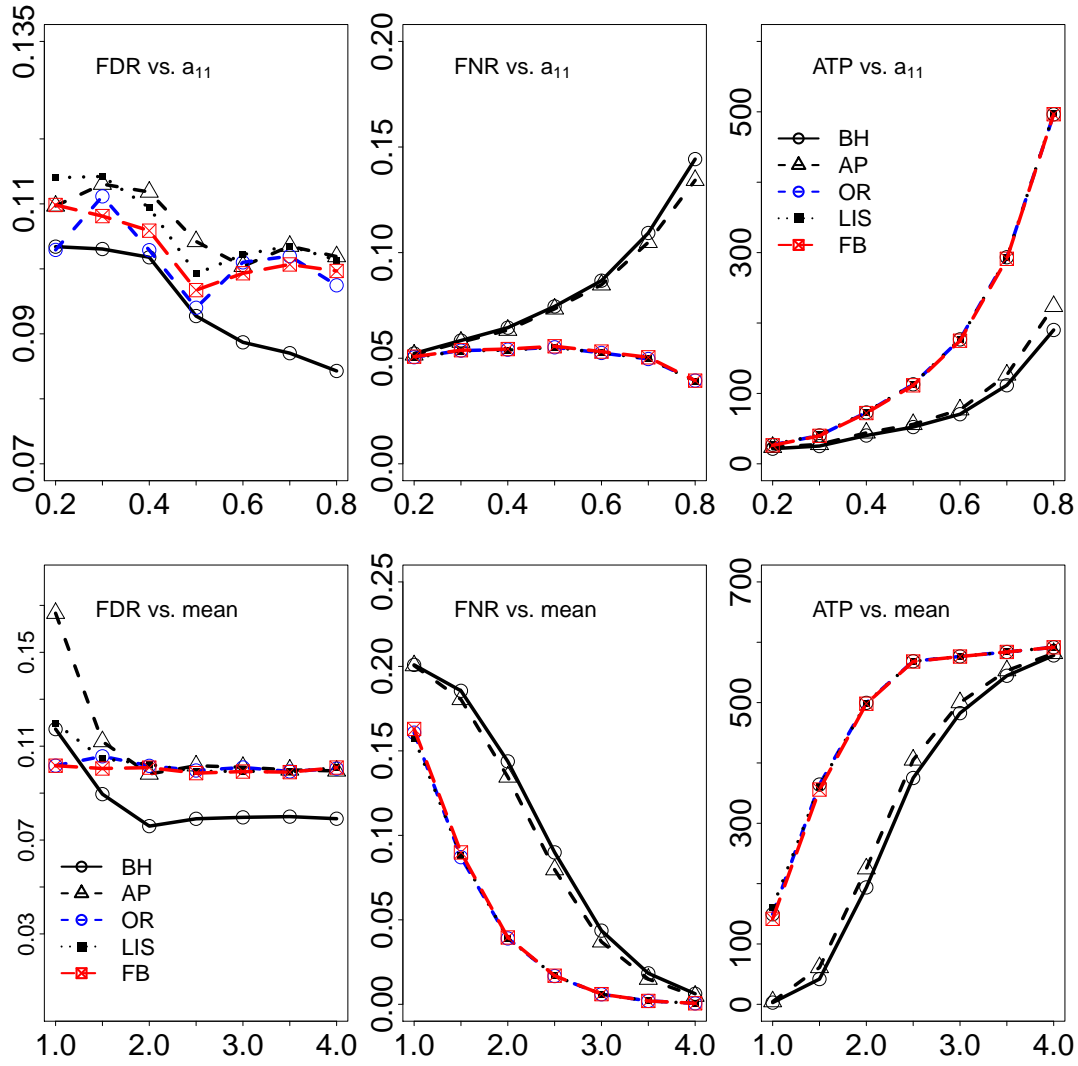 FDR vs. a₁₁
0.135
0.11
0.09
0.07
0.2 0.4 0.6 0.8
FNR vs. a₁₁
0.20
0.15
0.10
0.05
0.00
0.2 0.4 0.6 0.8
ATP vs. a₁₁
500
300
100
0
BH
AP
OR
LIS
FB
0.2 0.4 0.6 0.8
FDR vs. mean
0.15
0.11
0.07
0.03
BH
AP
OR
LIS
FB
1.0 2.0 3.0 4.0
FNR vs. mean
0.25
0.20
0.15
0.10
0.05
0.00
1.0 2.0 3.0 4.0
ATP vs. mean
700
500
300
100
0
1.0 2.0 3.0 4.0